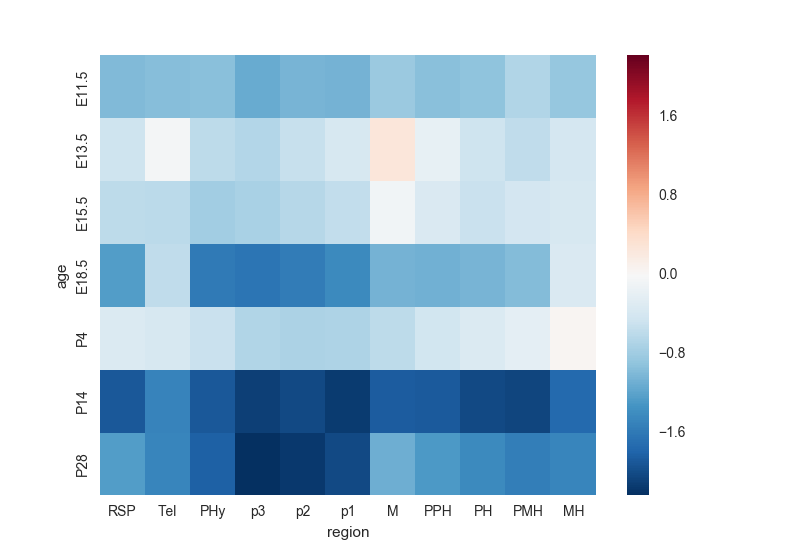 E11.5
E13.5
E15.5
E18.5
P4
P14
P28
age
RSP Tel PHy p3 p2 p1 M PPH PH PMH MH
region
1.6
0.8
0.0
−0.8
−1.6